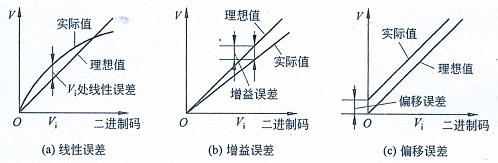 V
实际值
理想值
Vi处线性误差
O
Vi
二进制码
(a) 线性误差
V
理想值
实际值
增益误差
O
Vi
二进制码
(b) 增益误差
V
实际值
理想值
偏移误差
O
二进制码
(c) 偏移误差